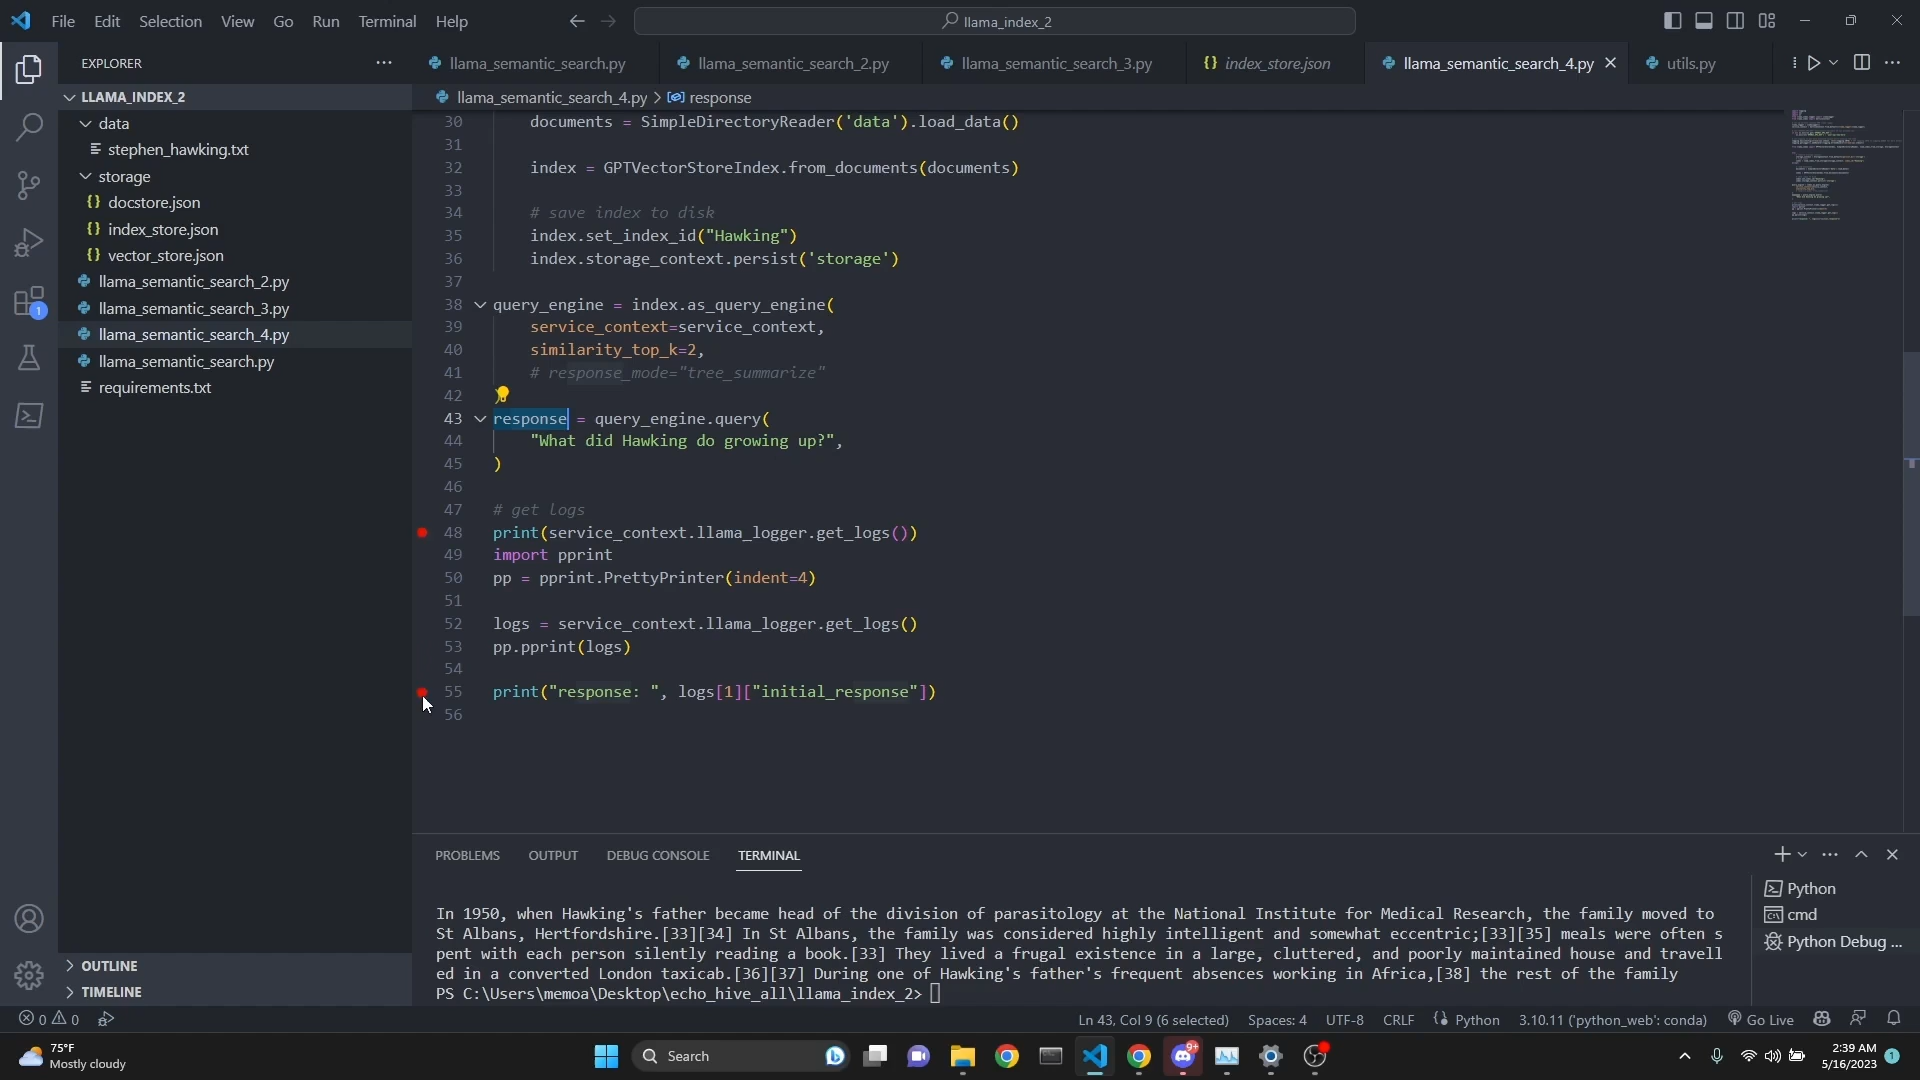 File Edit Selection View Go Run Terminal Help
llama_index_2
EXPLORER
LLAMA_INDEX_2
data
stephen_hawking.txt
storage
docstore.json
index_store.json
vector_store.json
llama_semantic_search_2.py
llama_semantic_search_3.py
llama_semantic_search_4.py
llama_semantic_search.py
requirements.txt
OUTLINE
TIMELINE
1
llama_semantic_search.py llama_semantic_search_2.py llama_semantic_search_3.py index_store.json llama_semantic_search_4.py utils.py
llama_semantic_search_4.py > response
30 documents = SimpleDirectoryReader('data').load_data()
31
32 index = GPTVectorStoreIndex.from_documents(documents)
33
34 # save index to disk
35 index.set_index_id("Hawking")
36 index.storage_context.persist('storage')
37
38 query_engine = index.as_query_engine(
39 service_context=service_context,
40 similarity_top_k=2,
41 # response_mode="tree_summarize"
42 )
43 response = query_engine.query(
44 "What did Hawking do growing up?",
45 )
46
47 # get logs
48 print(service_context.llama_logger.get_logs())
49 import pprint
50 pp = pprint.PrettyPrinter(indent=4)
51
52 logs = service_context.llama_logger.get_logs()
53 pp.pprint(logs)
54
55 print("response: ", logs[1]["initial_response"])
56
PROBLEMS OUTPUT DEBUG CONSOLE TERMINAL
In 1950, when Hawking's father became head of the division of parasitology at the National Institute for Medical Research, the family moved to
St Albans, Hertfordshire.[33][34] In St Albans, the family was considered highly intelligent and somewhat eccentric;[33][35] meals were often s
pent with each person silently reading a book.[33] They lived a frugal existence in a large, cluttered, and poorly maintained house and travell
ed in a converted London taxicab.[36][37] During one of Hawking's father's frequent absences working in Africa,[38] the rest of the family
PS C:\Users\memoa\Desktop\echo_hive_all\llama_index_2>
Python
cmd
Python Debug ...
0 0
Ln 43, Col 9 (6 selected) Spaces: 4 UTF-8 CRLF Python 3.10.11 ('python_web': conda) Go Live
75°F
Mostly cloudy
Search
9+
2:39 AM
5/16/2023
1